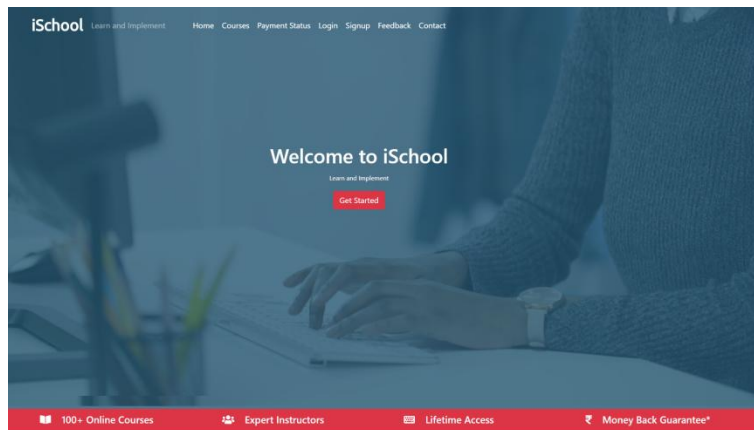 iSchool Learn and Implement Home Courses Payment Status Login Signup Feedback Contact
Welcome to iSchool
Learn and Implement
Get Started
100+ Online Courses Expert Instructors Lifetime Access ₹ Money Back Guarantee*